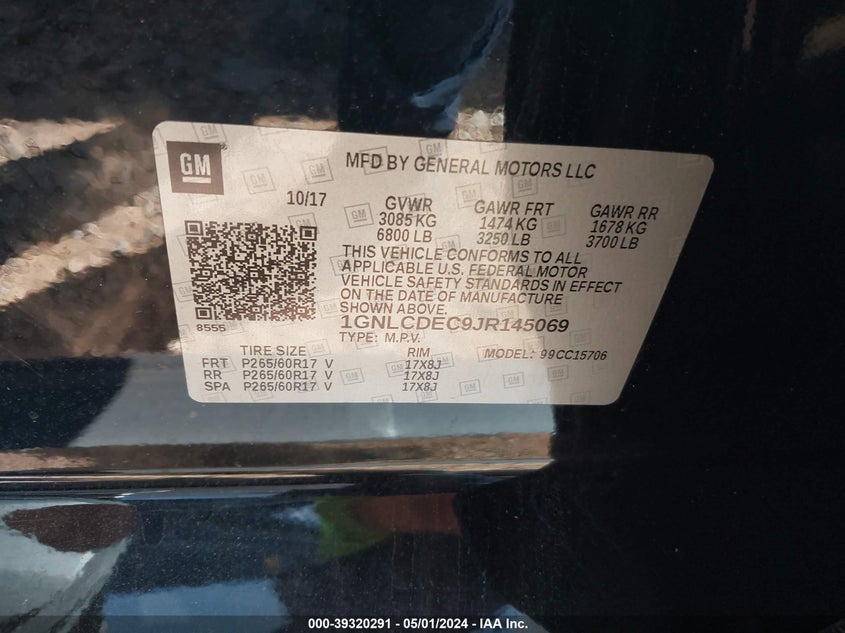 GM
MFD BY GENERAL MOTORS LLC
10/17
GVWR
3085 KG
6800 LB
GAWR FRT
1474 KG
3250 LB
GAWR RR
1678 KG
3700 LB
THIS VEHICLE CONFORMS TO ALL
APPLICABLE U.S. FEDERAL MOTOR
VEHICLE SAFETY STANDARDS IN EFFECT
ON THE DATE OF MANUFACTURE
SHOWN ABOVE.
8555
1GNLCDEC9JR145069
TYPE: M.P.V.
MODEL: 99CC15706
TIRE SIZE RIM
FRT P265/60R17 V 17X8J
RR P265/60R17 V 17X8J
SPA P265/60R17 V 17X8J
000-39320291 - 05/01/2024 - IAA Inc.